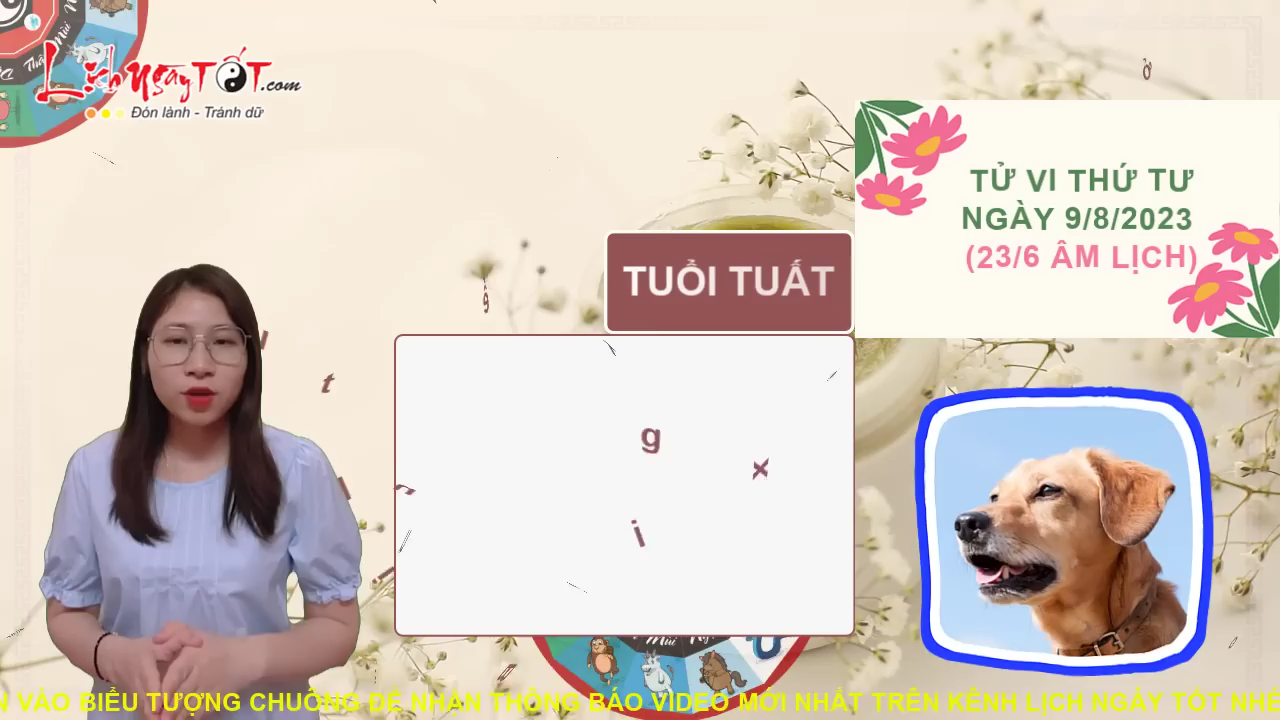 LịchNgàyTỐT.com
Đón lành - Tránh dữ
TỬ VI THỨ TƯ
NGÀY 9/8/2023
(23/6 ÂM LỊCH)
TUỔI TUẤT
g
x
i
t
Mùi
VÀO BIỂU TƯỢNG CHUÔNG ĐỂ NHẬN THÔNG BÁO VIDEO MỚI NHẤT TRÊN KÊNH LỊCH NGÀY TỐT NHÉ